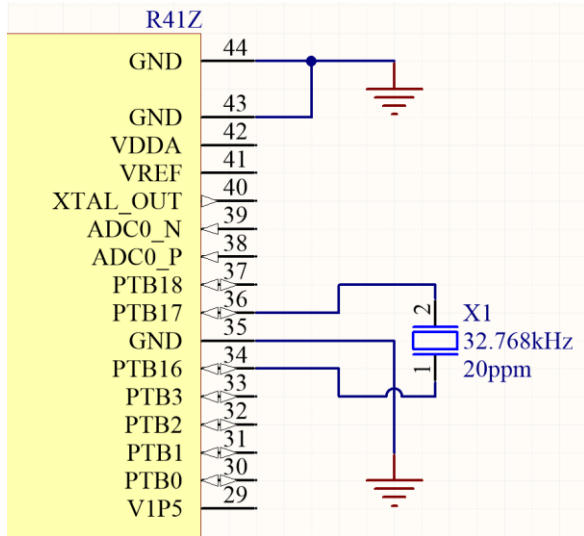 R41Z
GND 44
GND 43
VDDA 42
VREF 41
XTAL_OUT 40
ADC0_N 39
ADC0_P 38
PTB18 37
PTB17 36
GND 35
PTB16 34
PTB3 33
PTB2 32
PTB1 31
PTB0 30
V1P5 29
2 X1
32.768kHz
1 20ppm